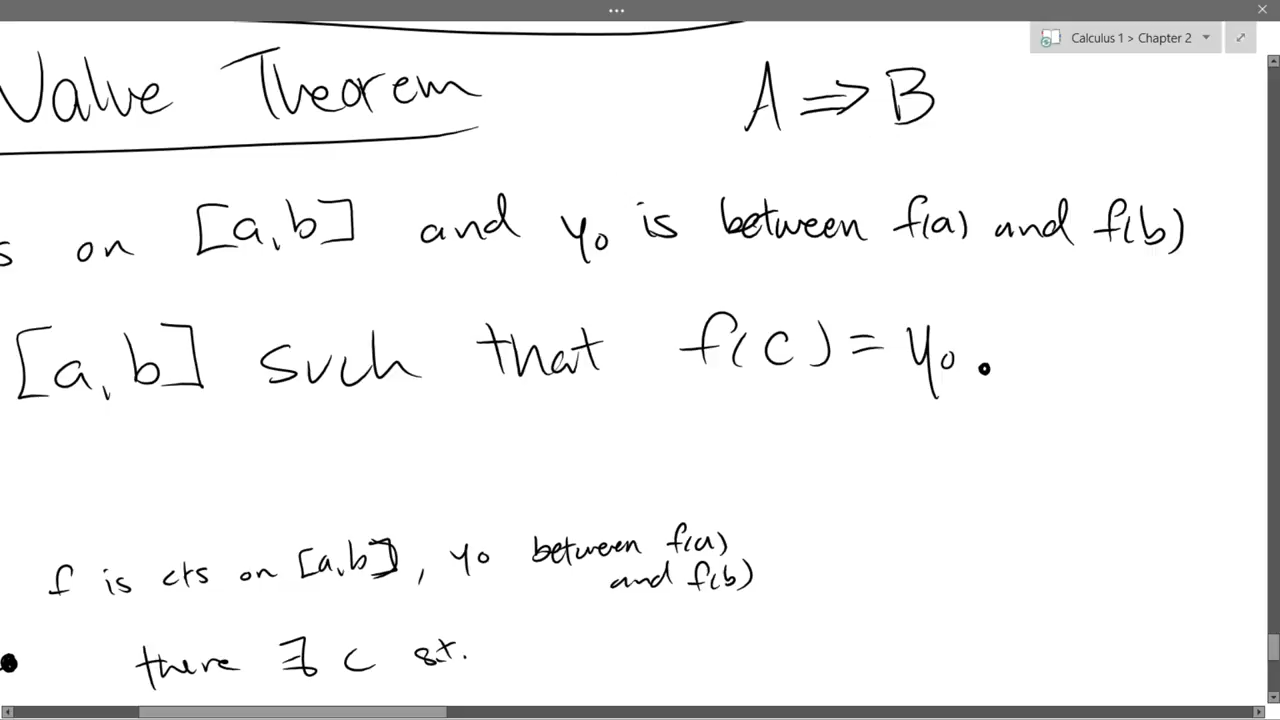 Calculus 1 > Chapter 2
Value Theorem A ⇒ B
s on [a,b] and y₀ is between f(a) and f(b)
[a,b] such that f(c) = y₀.
f is cts on [a,b], y₀ between f(a)
and f(b)
• there ∃ c s.t.